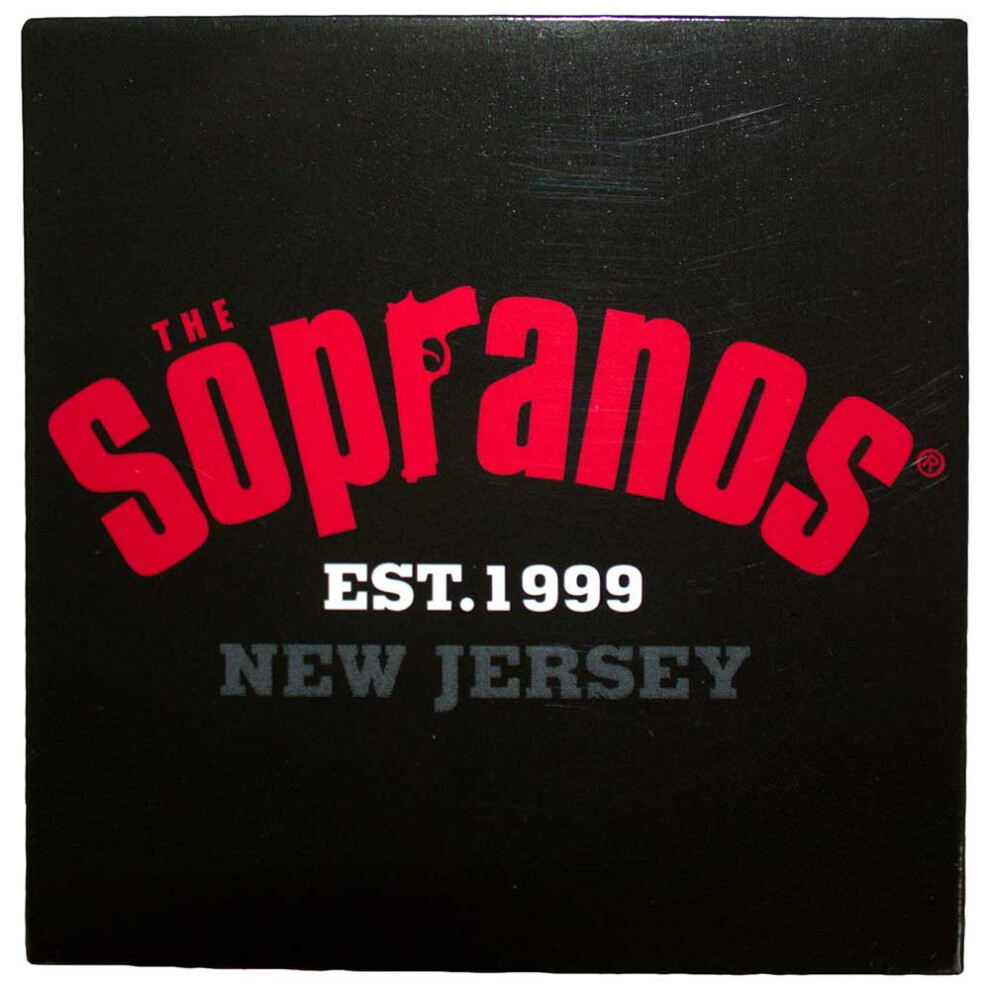 THE
Sopranos®
EST.1999
NEW JERSEY